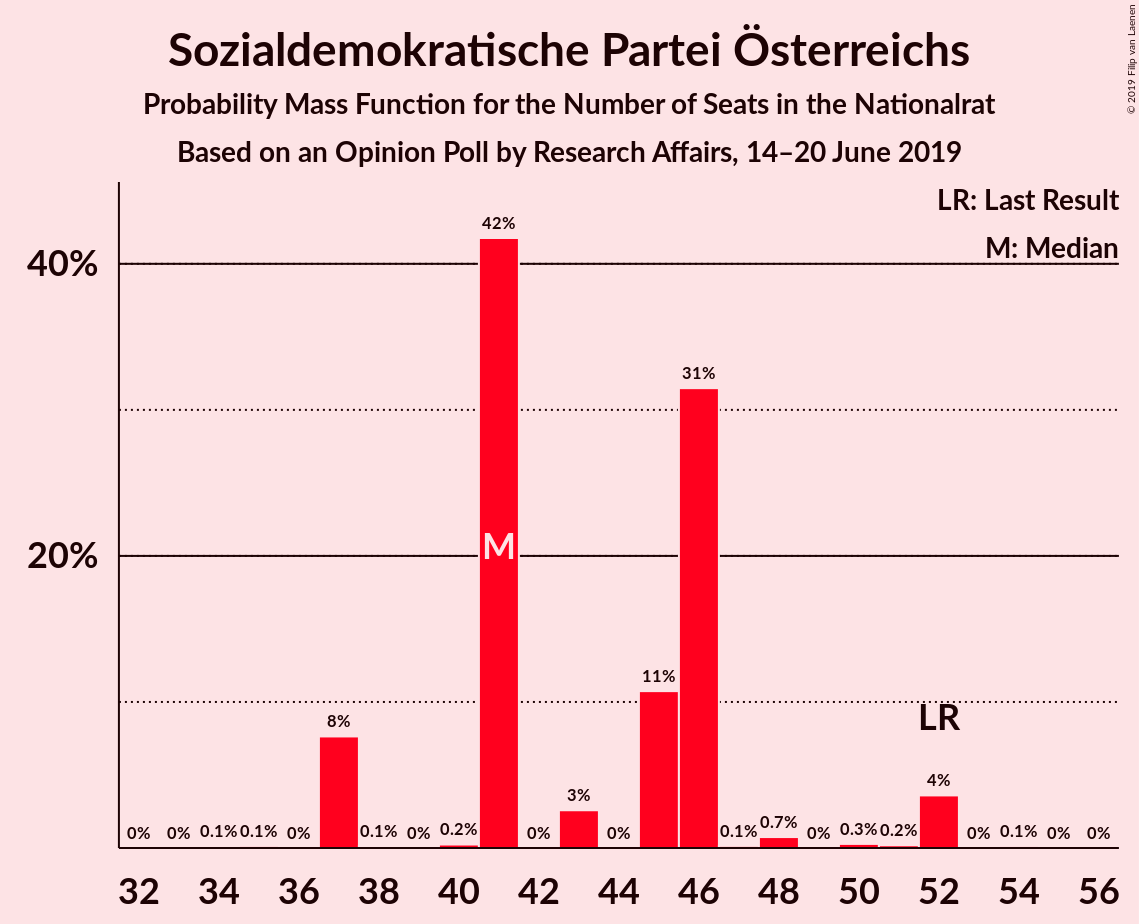 Sozialdemokratische Partei Österreichs
Probability Mass Function for the Number of Seats in the Nationalrat
Based on an Opinion Poll by Research Affairs, 14–20 June 2019
© 2019 Filip van Laenen
LR: Last Result
M: Median
40%
20%
0% 0% 0.1% 0.1% 0% 8% 0.1% 0% 0.2% 42% 0% 3% 0% 11% 31% 0.1% 0.7% 0% 0.3% 0.2% 4% 0% 0.1% 0% 0%
M
LR
32 34 36 38 40 42 44 46 48 50 52 54 56